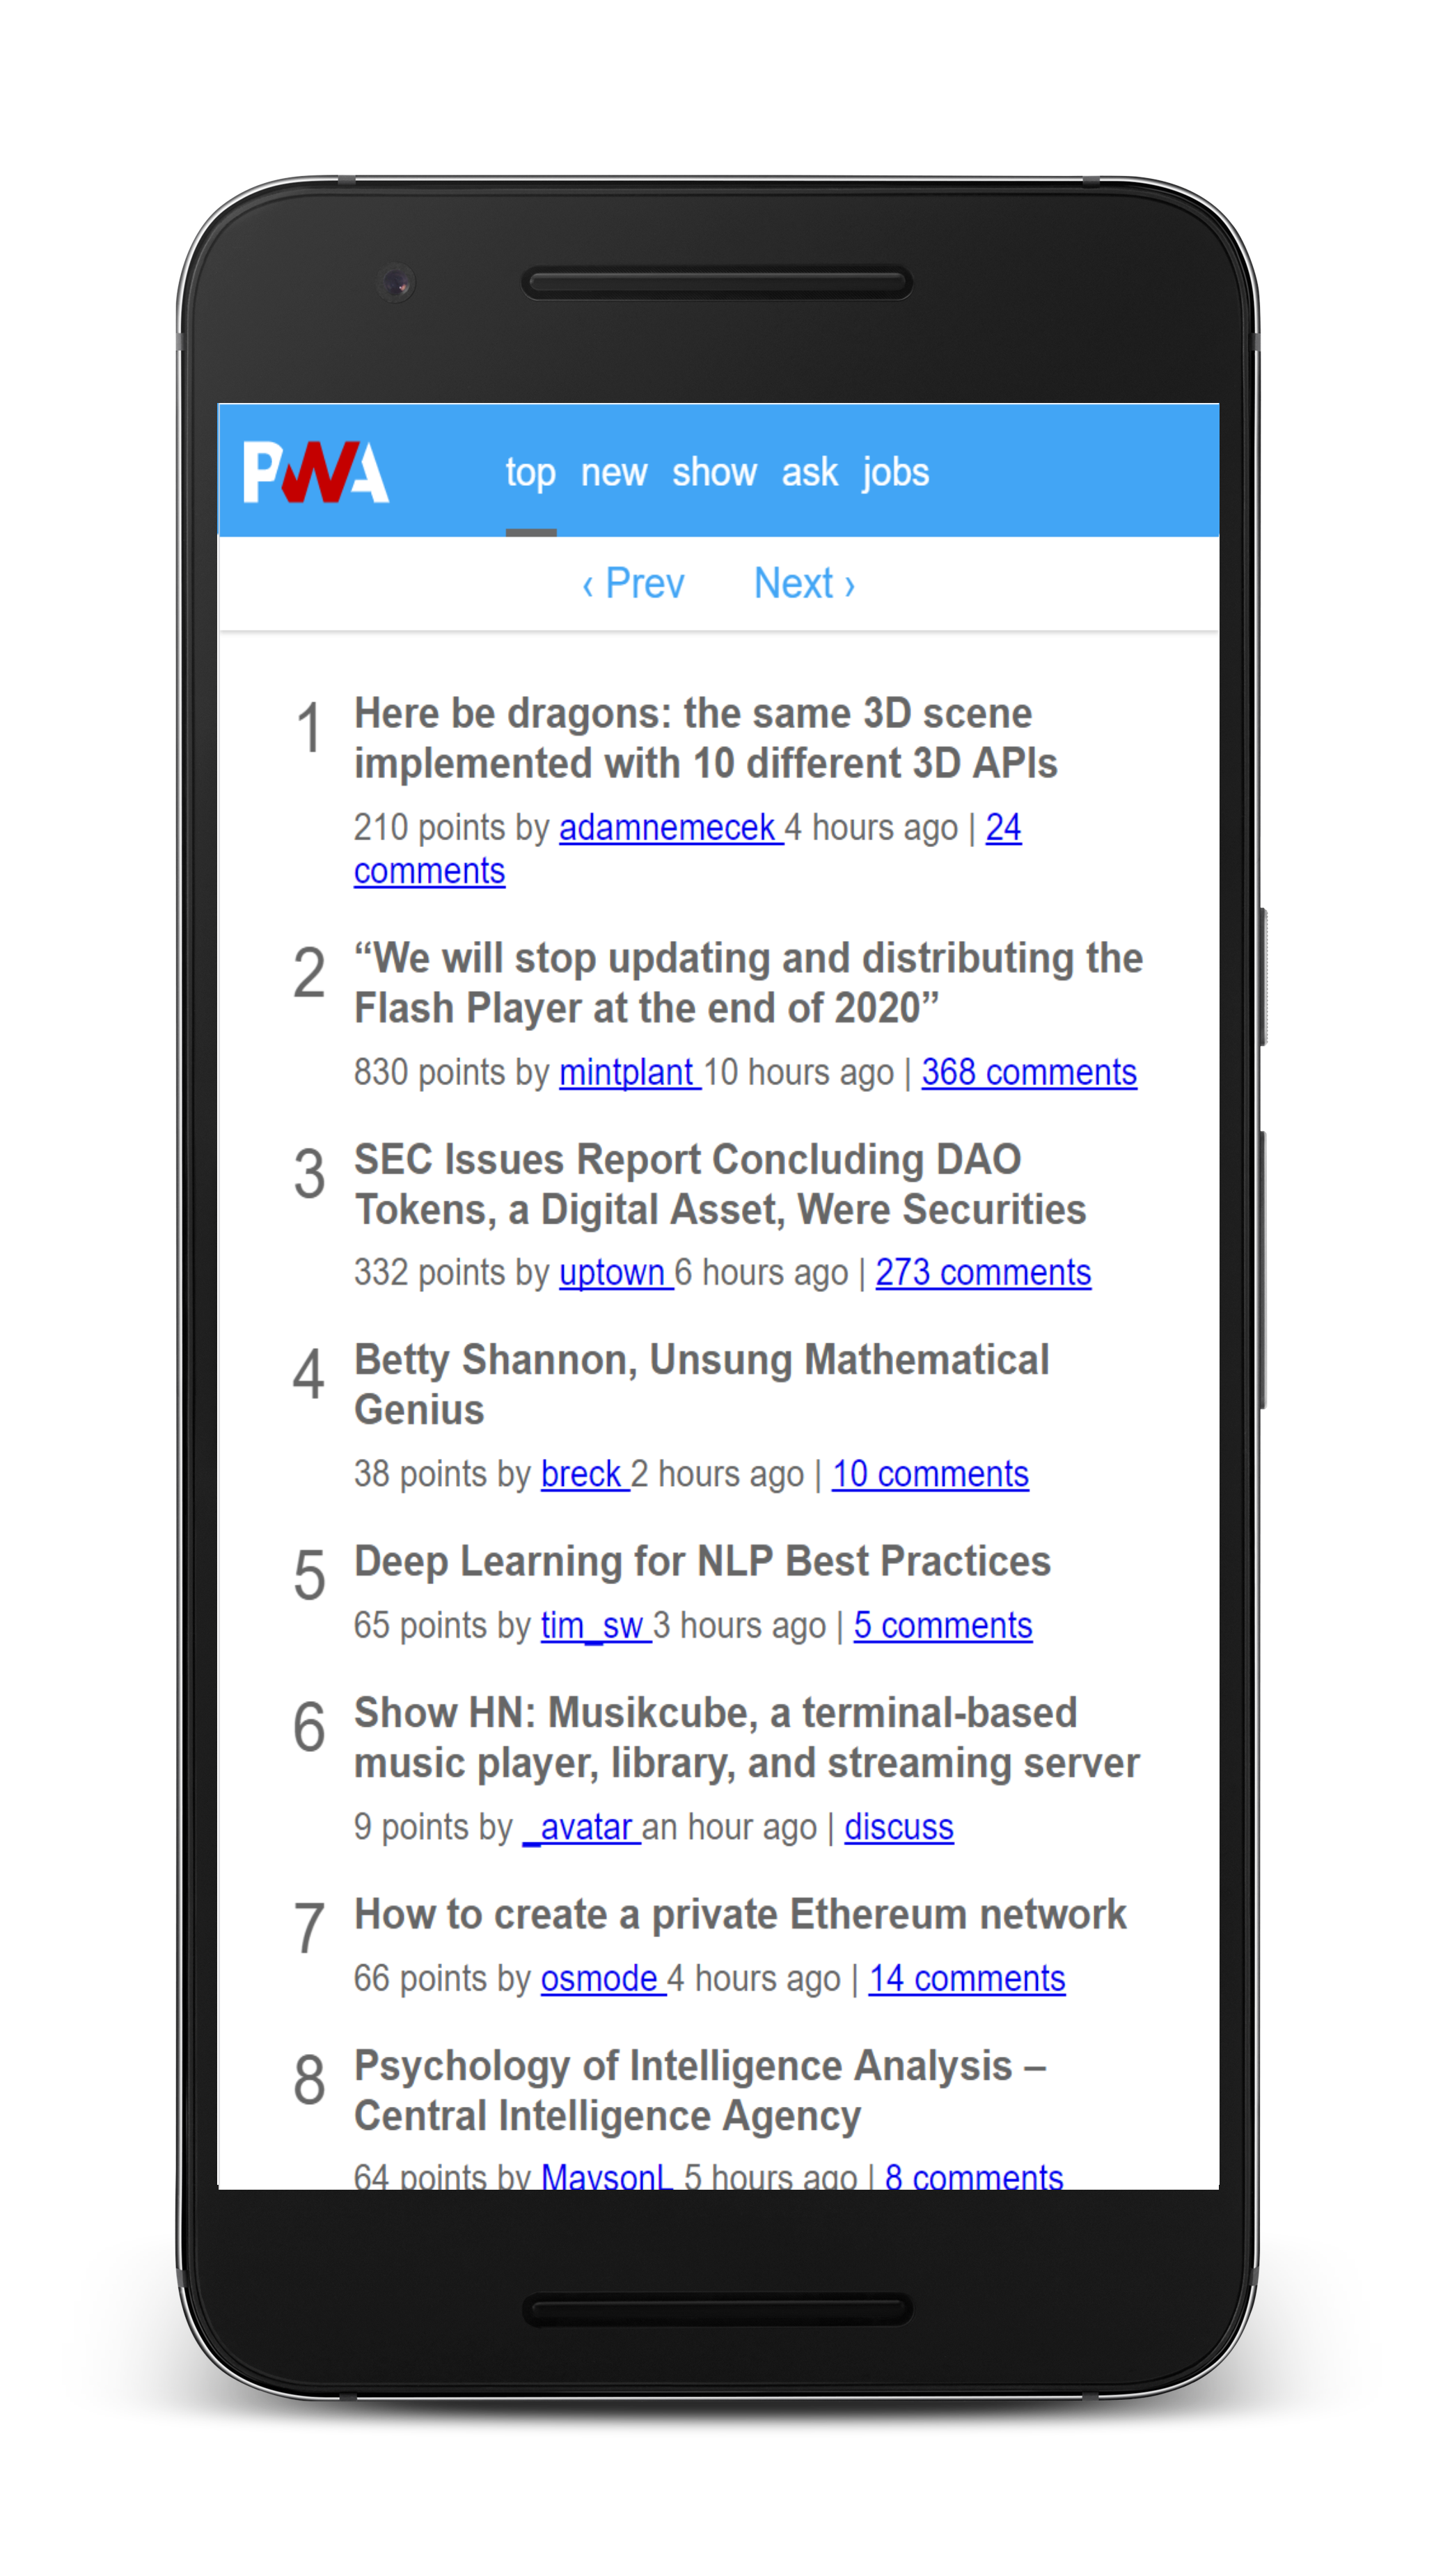 PWA
top new show ask jobs
‹ Prev Next ›
1 Here be dragons: the same 3D scene
implemented with 10 different 3D APIs
210 points by adamnemecek 4 hours ago | 24
comments
2 “We will stop updating and distributing the
Flash Player at the end of 2020”
830 points by mintplant 10 hours ago | 368 comments
3 SEC Issues Report Concluding DAO
Tokens, a Digital Asset, Were Securities
332 points by uptown 6 hours ago | 273 comments
4 Betty Shannon, Unsung Mathematical
Genius
38 points by breck 2 hours ago | 10 comments
5 Deep Learning for NLP Best Practices
65 points by tim_sw 3 hours ago | 5 comments
6 Show HN: Musikcube, a terminal-based
music player, library, and streaming server
9 points by _avatar an hour ago | discuss
7 How to create a private Ethereum network
66 points by osmode 4 hours ago | 14 comments
8 Psychology of Intelligence Analysis –
Central Intelligence Agency
64 points by MaysonL 5 hours ago | 8 comments